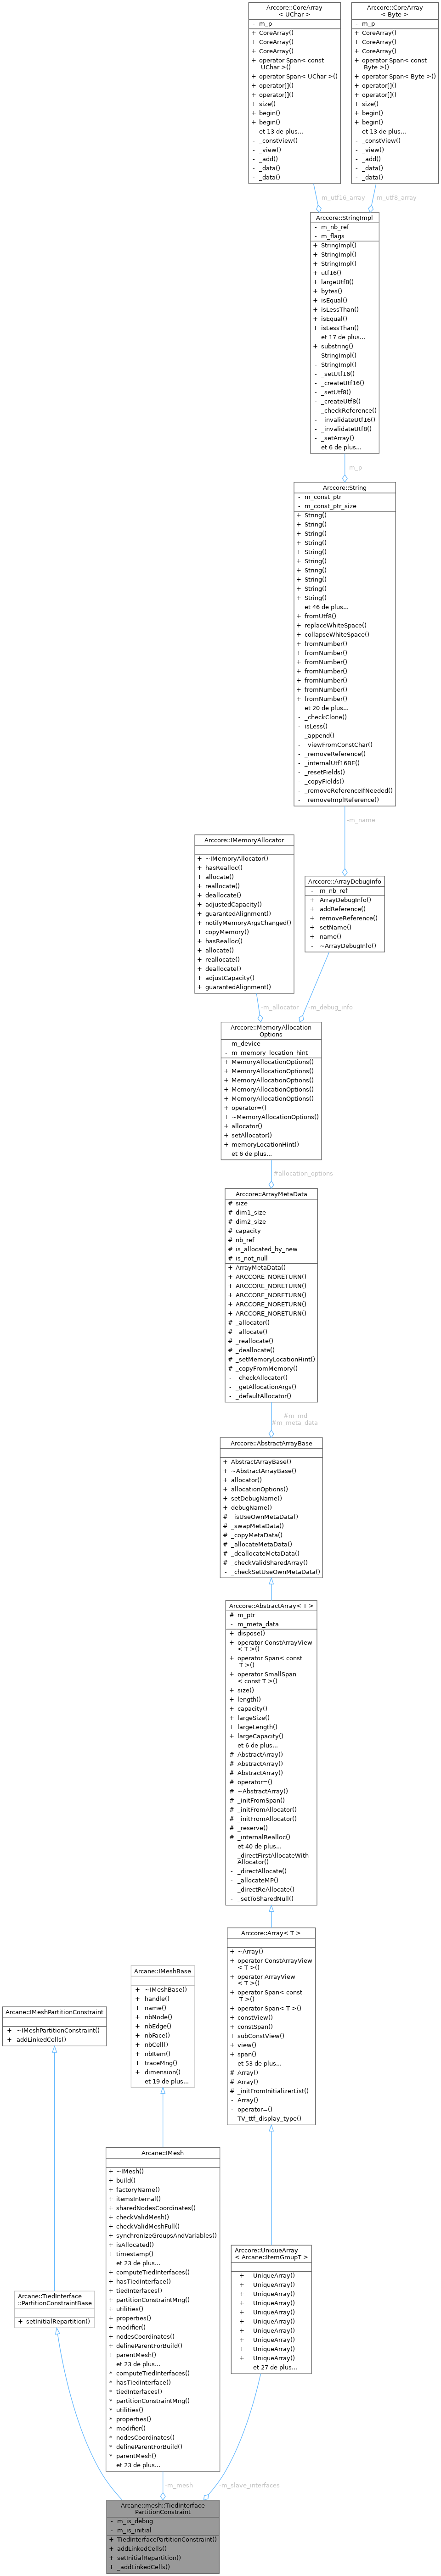 Arccore::CoreArray
< UChar >
- m_p
+ CoreArray()
+ CoreArray()
+ CoreArray()
+ operator Span< const
UChar >()
+ operator Span< UChar >()
+ operator[]()
+ operator[]()
+ size()
+ begin()
+ begin()
et 13 de plus...
- _constView()
- _view()
- _add()
- _data()
- _data()
Arccore::CoreArray
< Byte >
- m_p
+ CoreArray()
+ CoreArray()
+ CoreArray()
+ operator Span< const
Byte >()
+ operator Span< Byte >()
+ operator[]()
+ operator[]()
+ size()
+ begin()
+ begin()
et 13 de plus...
- _constView()
- _view()
- _add()
- _data()
- _data()
-m_utf16_array
-m_utf8_array
Arccore::StringImpl
- m_nb_ref
- m_flags
+ StringImpl()
+ StringImpl()
+ StringImpl()
+ utf16()
+ largeUtf8()
+ bytes()
+ isEqual()
+ isLessThan()
+ isEqual()
+ isLessThan()
et 17 de plus...
+ substring()
- StringImpl()
- StringImpl()
- _setUtf16()
- _createUtf16()
- _setUtf8()
- _createUtf8()
- _checkReference()
- _invalidateUtf16()
- _invalidateUtf8()
- _setArray()
et 6 de plus...
-m_p
Arccore::String
- m_const_ptr
- m_const_ptr_size
+ String()
+ String()
+ String()
+ String()
+ String()
+ String()
+ String()
+ String()
+ String()
+ String()
et 46 de plus...
+ fromUtf8()
+ replaceWhiteSpace()
+ collapseWhiteSpace()
+ fromNumber()
+ fromNumber()
+ fromNumber()
+ fromNumber()
+ fromNumber()
+ fromNumber()
+ fromNumber()
et 20 de plus...
- _checkClone()
- isLess()
- _append()
- _viewFromConstChar()
- _removeReference()
- _internalUtf16BE()
- _resetFields()
- _copyFields()
- _removeReferenceIfNeeded()
- _removeImplReference()
-m_name
Arccore::IMemoryAllocator
+ ~IMemoryAllocator()
+ hasRealloc()
+ allocate()
+ reallocate()
+ deallocate()
+ adjustedCapacity()
+ guarantedAlignment()
+ notifyMemoryArgsChanged()
+ copyMemory()
+ hasRealloc()
+ allocate()
+ reallocate()
+ deallocate()
+ adjustCapacity()
+ guarantedAlignment()
Arccore::ArrayDebugInfo
- m_nb_ref
+ ArrayDebugInfo()
+ addReference()
+ removeReference()
+ setName()
+ name()
- ~ArrayDebugInfo()
-m_allocator
-m_debug_info
Arccore::MemoryAllocation
Options
- m_device
- m_memory_location_hint
+ MemoryAllocationOptions()
+ MemoryAllocationOptions()
+ MemoryAllocationOptions()
+ MemoryAllocationOptions()
+ MemoryAllocationOptions()
+ operator=()
+ ~MemoryAllocationOptions()
+ allocator()
+ setAllocator()
+ memoryLocationHint()
et 6 de plus...
#allocation_options
Arccore::ArrayMetaData
# size
# dim1_size
# dim2_size
# capacity
# nb_ref
# is_allocated_by_new
# is_not_null
+ ArrayMetaData()
+ ARCCORE_NORETURN()
+ ARCCORE_NORETURN()
+ ARCCORE_NORETURN()
+ ARCCORE_NORETURN()
+ ARCCORE_NORETURN()
# _allocator()
# _allocate()
# _reallocate()
# _deallocate()
# _setMemoryLocationHint()
# _copyFromMemory()
- _checkAllocator()
- _getAllocationArgs()
- _defaultAllocator()
#m_md
#m_meta_data
Arccore::AbstractArrayBase
+ AbstractArrayBase()
+ ~AbstractArrayBase()
+ allocator()
+ allocationOptions()
+ setDebugName()
+ debugName()
# _isUseOwnMetaData()
# _swapMetaData()
# _copyMetaData()
# _allocateMetaData()
# _deallocateMetaData()
# _checkValidSharedArray()
- _checkSetUseOwnMetaData()
Arccore::AbstractArray< T >
# m_ptr
- m_meta_data
+ dispose()
+ operator ConstArrayView
< T >()
+ operator Span< const
T >()
+ operator SmallSpan
< const T >()
+ size()
+ length()
+ capacity()
+ largeSize()
+ largeLength()
+ largeCapacity()
et 6 de plus...
# AbstractArray()
# AbstractArray()
# AbstractArray()
# operator=()
# ~AbstractArray()
# _initFromSpan()
# _initFromAllocator()
# _initFromAllocator()
# _reserve()
# _internalRealloc()
et 40 de plus...
- _directFirstAllocateWith
Allocator()
- _directAllocate()
- _allocateMP()
- _directReAllocate()
- _setToSharedNull()
Arccore::Array< T >
+ ~Array()
+ operator ConstArrayView
< T >()
+ operator ArrayView
< T >()
+ operator Span< const
T >()
+ operator Span< T >()
+ constView()
+ constSpan()
+ subConstView()
+ view()
+ span()
et 53 de plus...
# Array()
# Array()
# _initFromInitializerList()
- Array()
- operator=()
- TV_ttf_display_type()
Arcane::IMeshBase
+ ~IMeshBase()
+ handle()
+ name()
+ nbNode()
+ nbEdge()
+ nbFace()
+ nbCell()
+ nbItem()
+ traceMng()
+ dimension()
et 19 de plus...
Arcane::IMeshPartitionConstraint
+ ~IMeshPartitionConstraint()
+ addLinkedCells()
Arcane::IMesh
+ ~IMesh()
+ build()
+ factoryName()
+ itemsInternal()
+ sharedNodesCoordinates()
+ checkValidMesh()
+ checkValidMeshFull()
+ synchronizeGroupsAndVariables()
+ isAllocated()
+ timestamp()
et 23 de plus...
+ computeTiedInterfaces()
+ hasTiedInterface()
+ tiedInterfaces()
+ partitionConstraintMng()
+ utilities()
+ properties()
+ modifier()
+ nodesCoordinates()
+ defineParentForBuild()
+ parentMesh()
et 23 de plus...
* computeTiedInterfaces()
* hasTiedInterface()
* tiedInterfaces()
* partitionConstraintMng()
* utilities()
* properties()
* modifier()
* nodesCoordinates()
* defineParentForBuild()
* parentMesh()
et 23 de plus...
Arccore::UniqueArray
< Arcane::ItemGroupT >
+ UniqueArray()
+ UniqueArray()
+ UniqueArray()
+ UniqueArray()
+ UniqueArray()
+ UniqueArray()
+ UniqueArray()
+ UniqueArray()
+ UniqueArray()
+ UniqueArray()
et 27 de plus...
Arcane::TiedInterface
::PartitionConstraintBase
+ setInitialRepartition()
-m_mesh
-m_slave_interfaces
Arcane::mesh::TiedInterface
PartitionConstraint
- m_is_debug
- m_is_initial
+ TiedInterfacePartitionConstraint()
+ addLinkedCells()
+ setInitialRepartition()
+ _addLinkedCells()